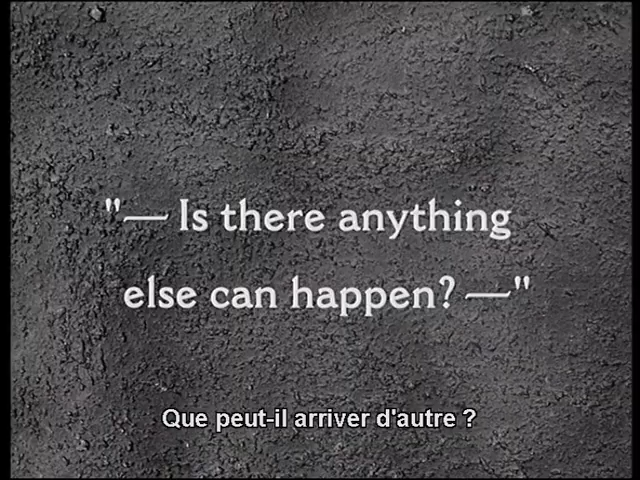 "— Is there anything
else can happen? —"
Que peut-il arriver d'autre ?